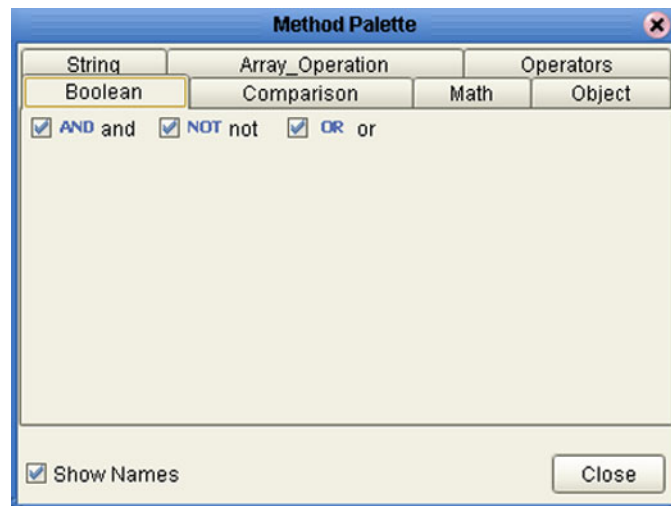 Method Palette
String Array_Operation Operators
Boolean Comparison Math Object
AND and NOT not OR or
Show Names Close